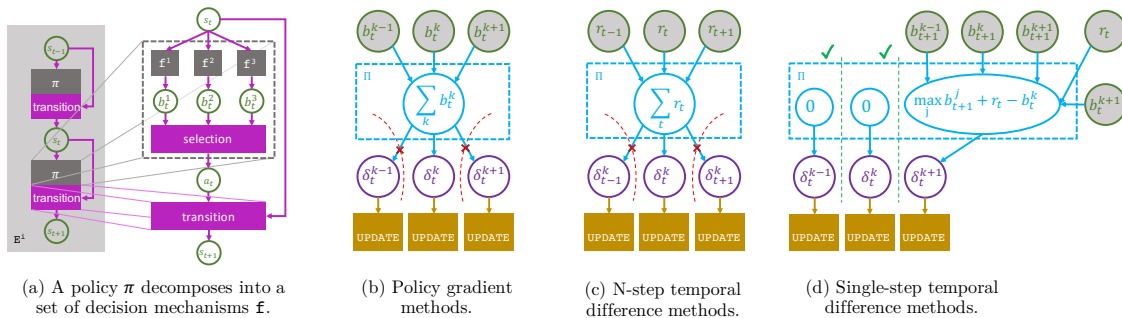 s_{t-1}
π
transition
s_t
π
transition
s_{t+1}
E^i
s_t
f^1 f^2 f^3
b_t^1 b_t^2 b_t^3
selection
a_t
transition
s_{t+1}
(a) A policy π decomposes into a
set of decision mechanisms f.
b_t^{k-1} b_t^k b_t^{k+1}
Π
∑_k b_t^k
δ_t^{k-1} δ_t^k δ_t^{k+1}
UPDATE UPDATE UPDATE
(b) Policy gradient
methods.
r_{t-1} r_t r_{t+1}
Π
∑_t r_t
δ_{t-1}^k δ_t^k δ_{t+1}^k
UPDATE UPDATE UPDATE
(c) N-step temporal
difference methods.
b_{t+1}^{k-1} b_{t+1}^k b_{t+1}^{k+1} r_t
Π
0 0 max_j b_{t+1}^j + r_t − b_t^k
b_t^{k+1}
δ_t^{k-1} δ_t^k δ_t^{k+1}
UPDATE UPDATE UPDATE
(d) Single-step temporal
difference methods.